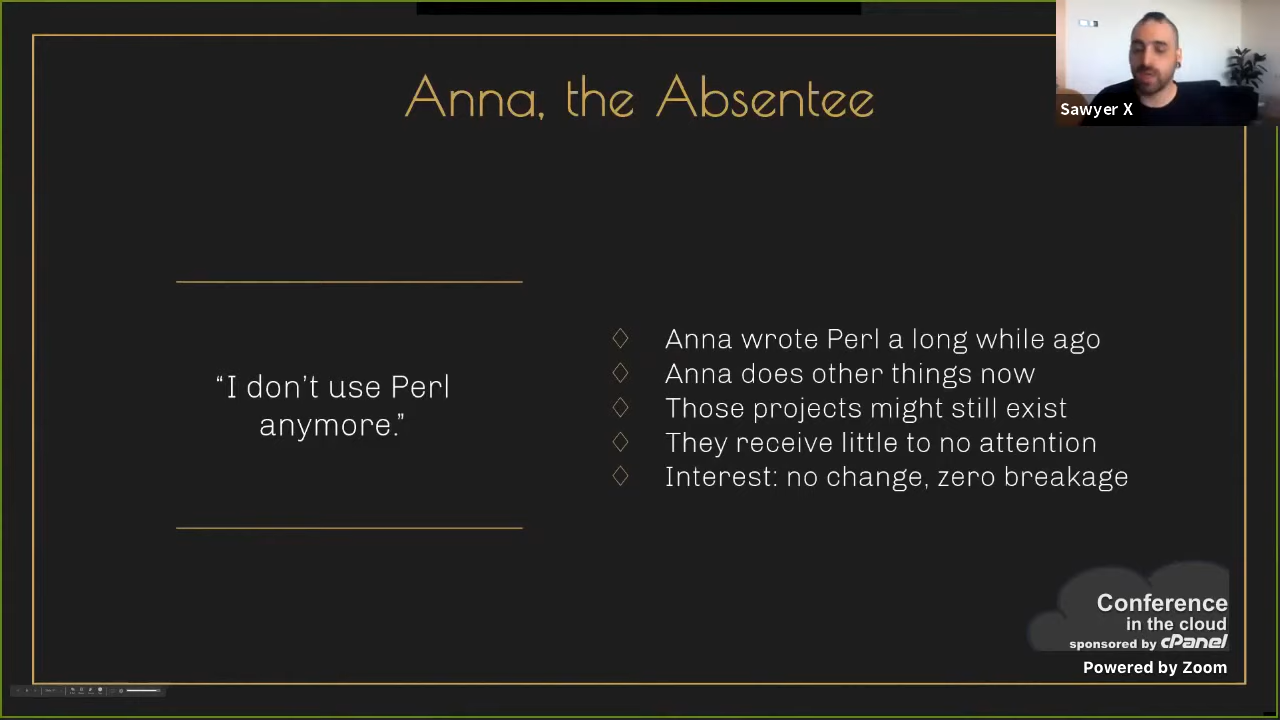 Anna, the Absentee
Sawyer X
“I don’t use Perl
anymore.”
Anna wrote Perl a long while ago
Anna does other things now
Those projects might still exist
They receive little to no attention
Interest: no change, zero breakage
Conference
in the cloud
sponsored by cPanel
Powered by Zoom